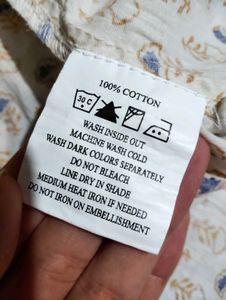 100% COTTON
30 C
WASH INSIDE OUT
MACHINE WASH COLD
WASH DARK COLORS SEPARATELY
DO NOT BLEACH
LINE DRY IN SHADE
MEDIUM HEAT IRON IF NEEDED
DO NOT IRON ON EMBELLISHMENT